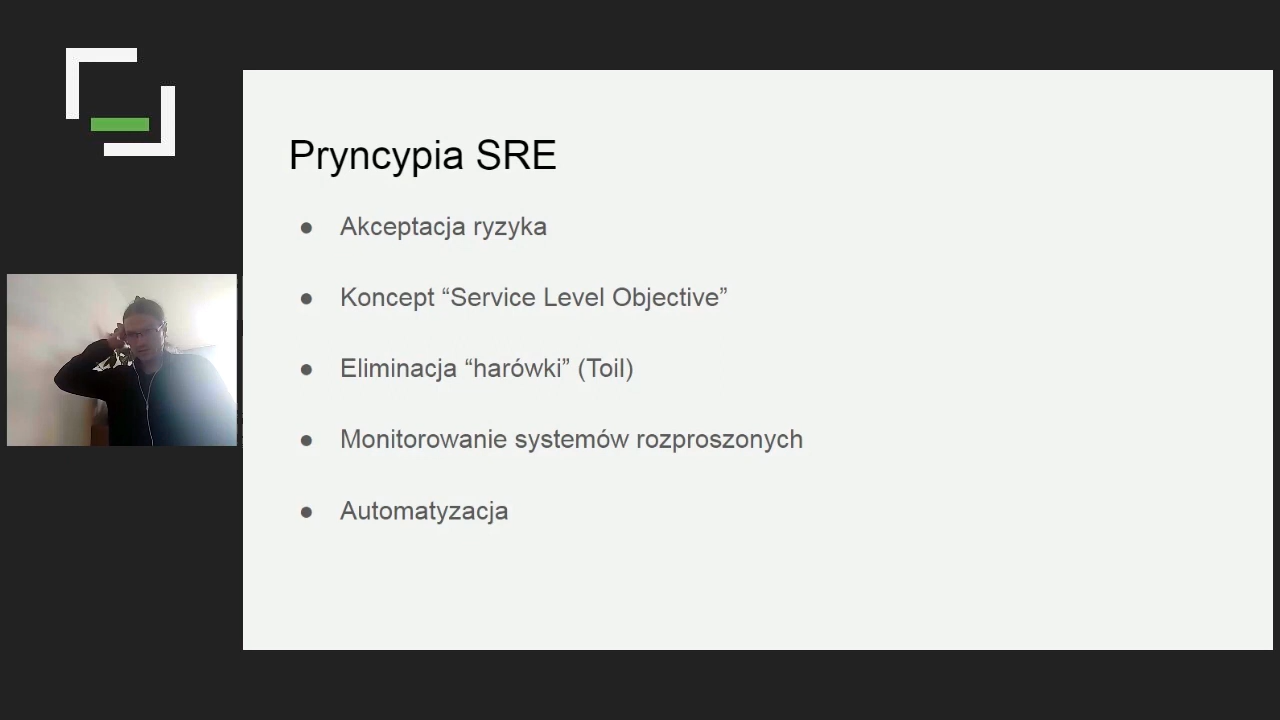 Pryncypia SRE
● Akceptacja ryzyka
● Koncept “Service Level Objective”
● Eliminacja “harówki” (Toil)
● Monitorowanie systemów rozproszonych
● Automatyzacja